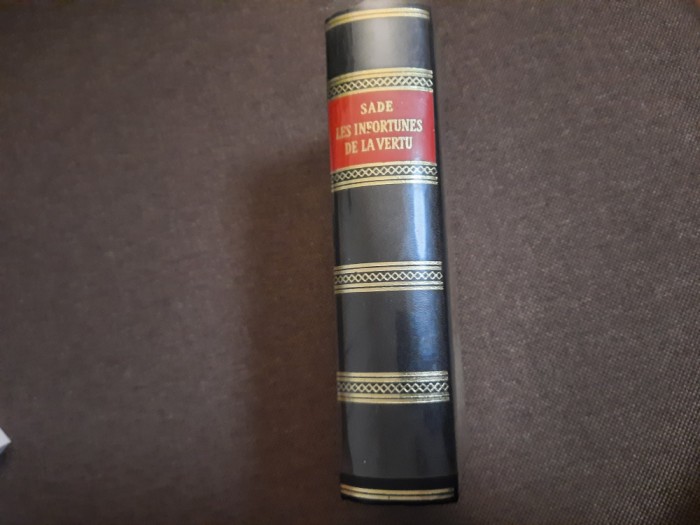 SADE
LES INFORTUNES
DE LA VERTU